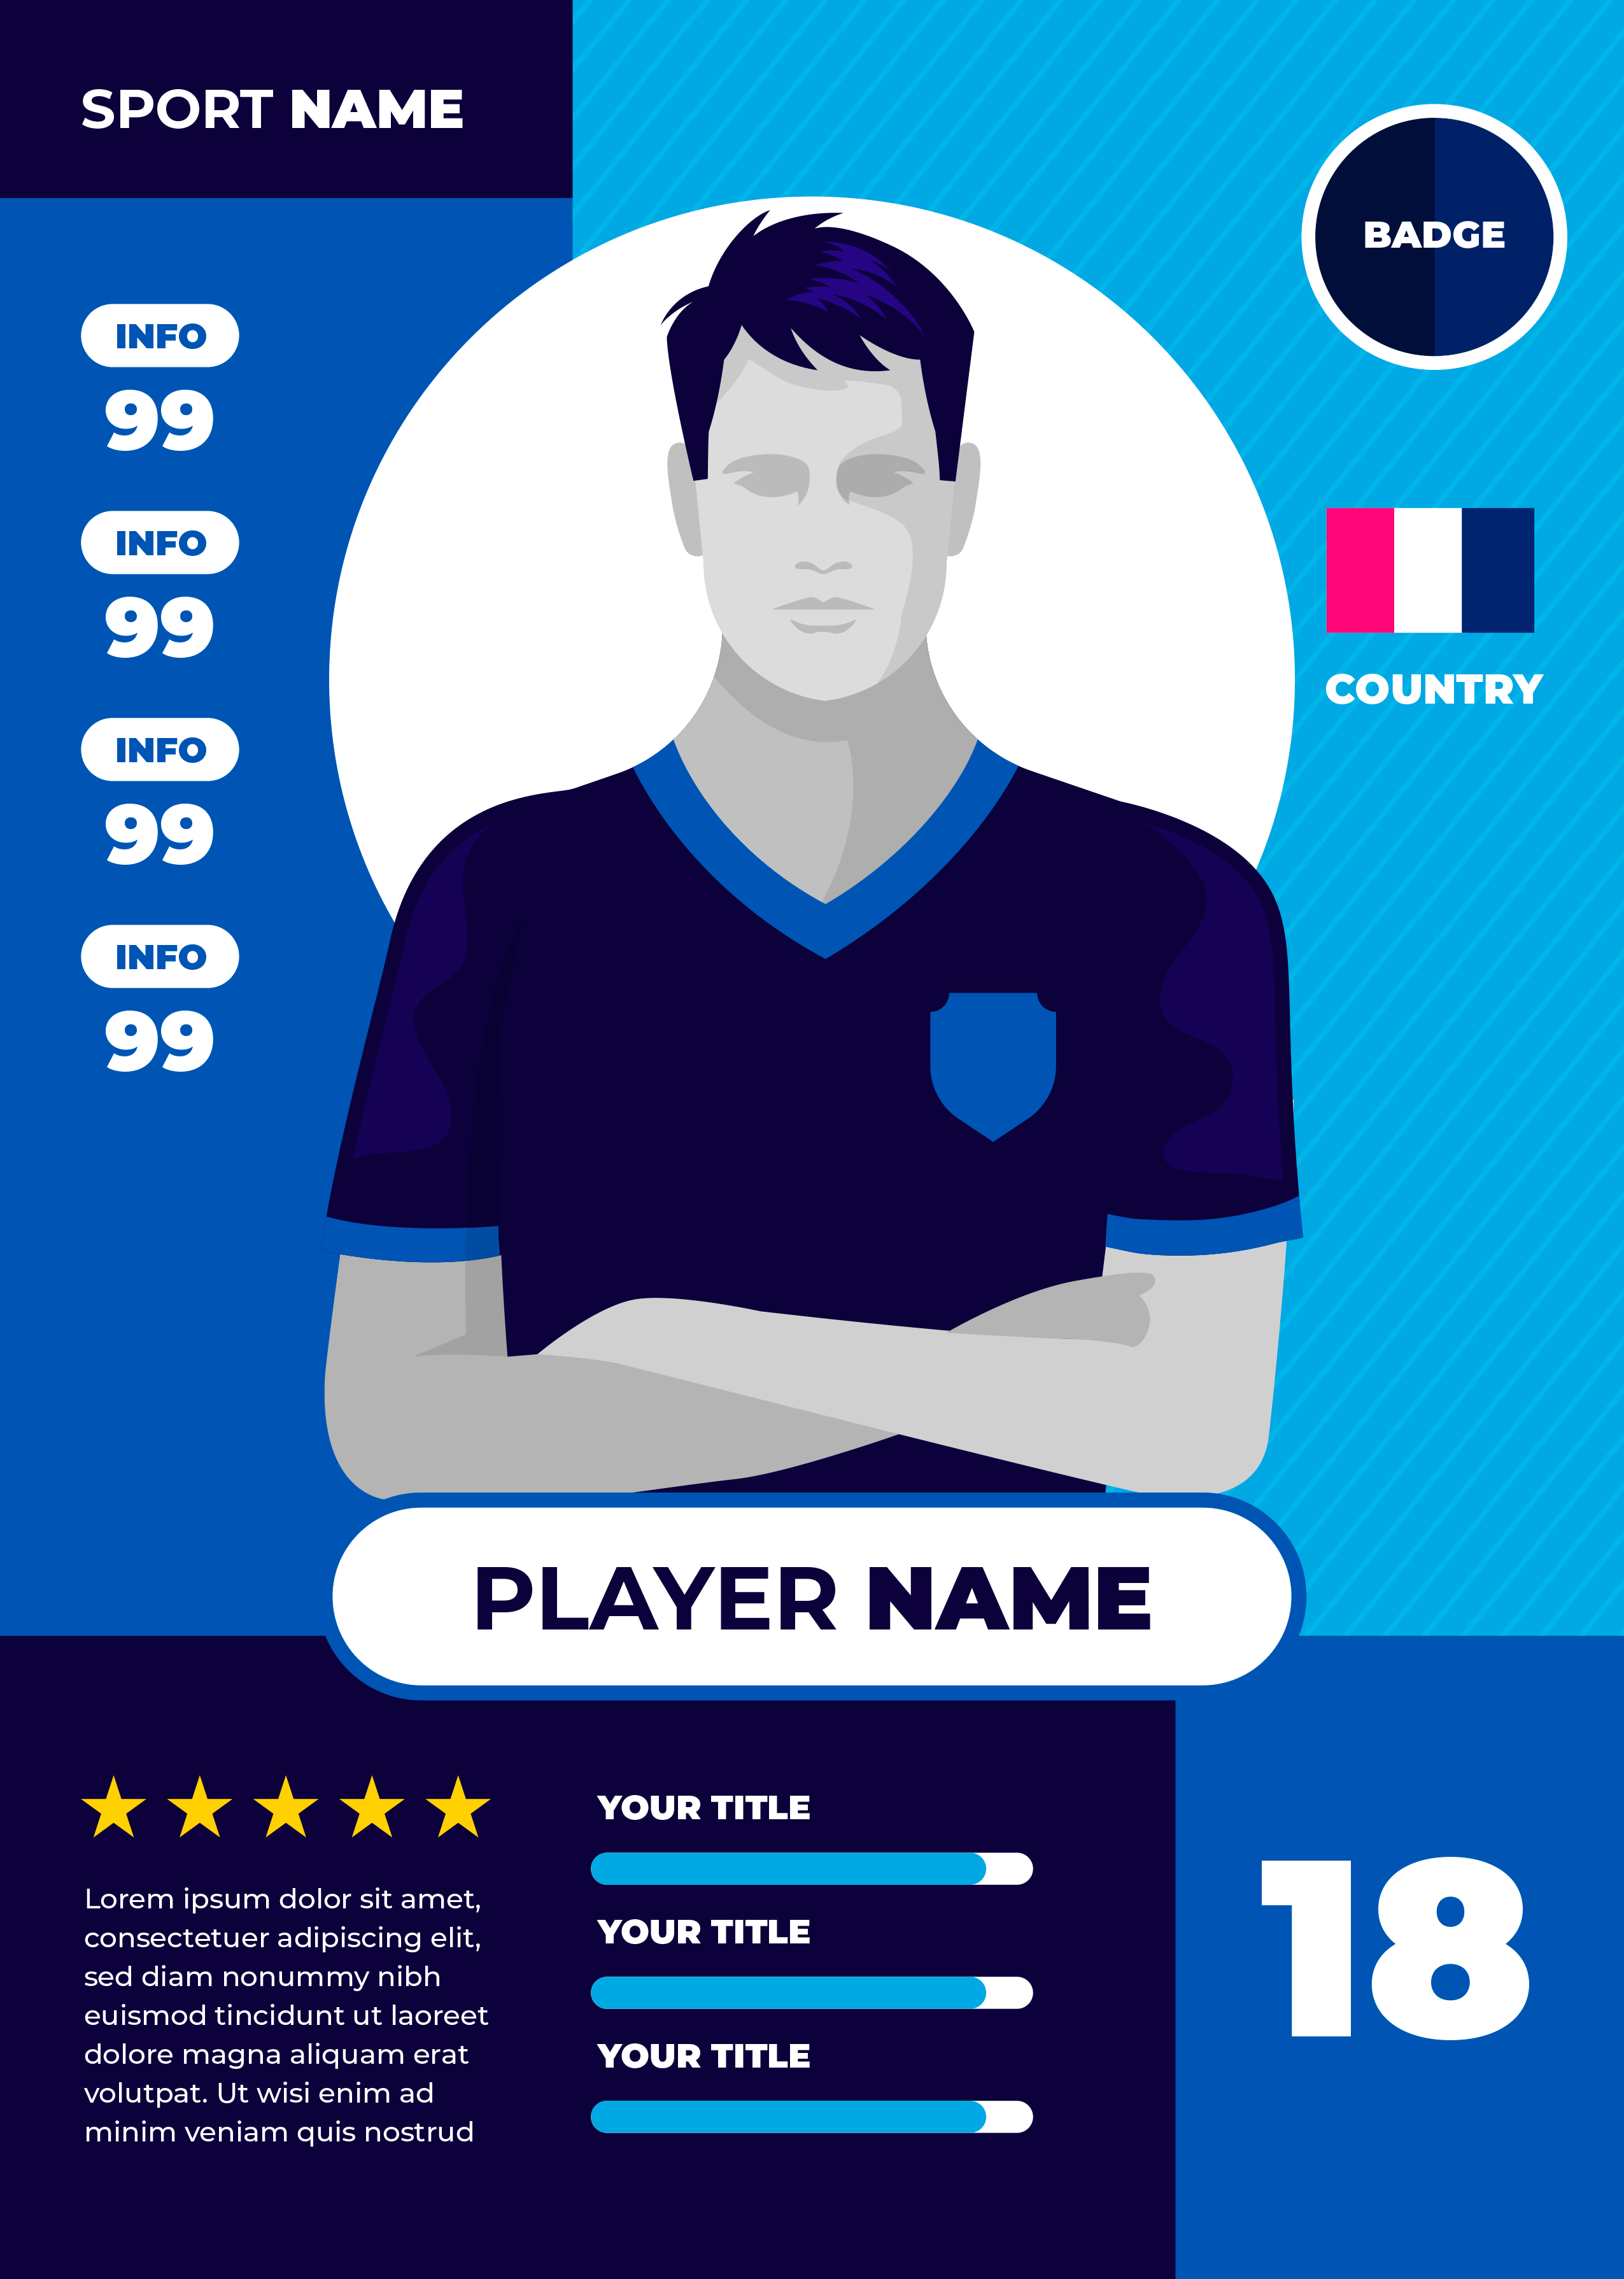 SPORT NAME
BADGE
INFO
99
INFO
99
INFO
99
INFO
99
COUNTRY
PLAYER NAME
Lorem ipsum dolor sit amet,
consectetuer adipiscing elit,
sed diam nonummy nibh
euismod tincidunt ut laoreet
dolore magna aliquam erat
volutpat. Ut wisi enim ad
minim veniam quis nostrud
YOUR TITLE
YOUR TITLE
YOUR TITLE
18